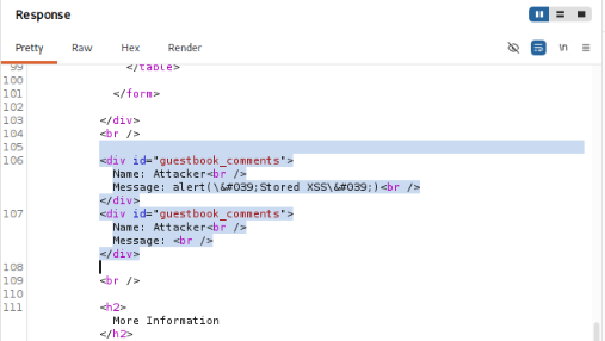 Response
Pretty Raw Hex Render \n
99 </table>
100
101 </form>
102
103 </div>
104 <br />
105
106 <div id="guestbook_comments">
Name: Attacker<br />
Message: alert(\&#039;Stored XSS\&#039;)<br />
</div>
107 <div id="guestbook_comments">
Name: Attacker<br />
Message: <br />
</div>
108
109 <br />
110
111 <h2>
More Information
</h2>